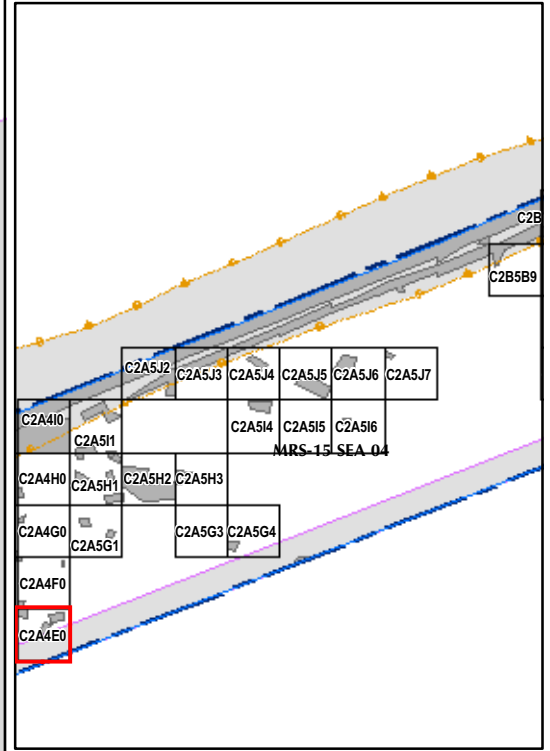 C2B
C2B5B9
C2A5J2
C2A5J3
C2A5J4
C2A5J5
C2A5J6
C2A5J7
C2A4I0
C2A5I1
C2A5I4
C2A5I5
C2A5I6
MRS-15 SEA 04
C2A4H0
C2A5H1
C2A5H2
C2A5H3
C2A4G0
C2A5G1
C2A5G3
C2A5G4
C2A4F0
C2A4E0